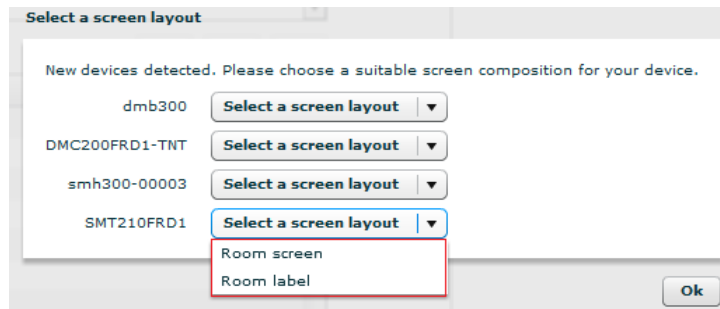 Select a screen layout
New devices detected. Please choose a suitable screen composition for your device.
dmb300 Select a screen layout
DMC200FRD1-TNT Select a screen layout
smh300-00003 Select a screen layout
SMT210FRD1 Select a screen layout
Room screen
Room label
Ok